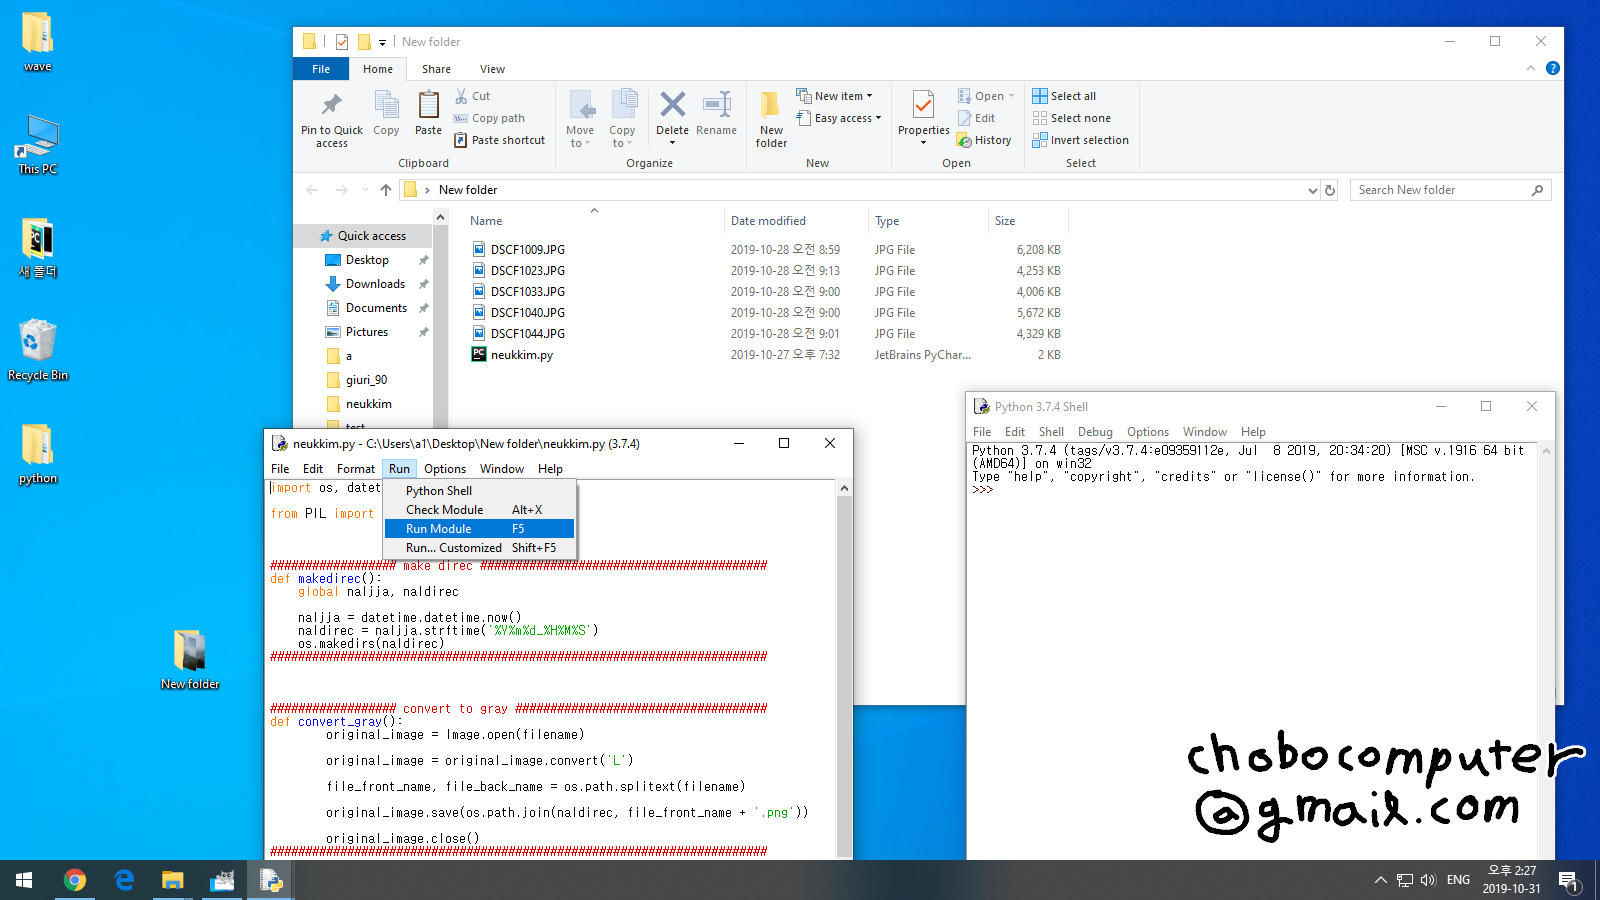 wave
This PC
새 폴더
Recycle Bin
python
New folder
New folder
File Home Share View
Pin to Quick access
Copy
Paste
Cut
Copy path
Paste shortcut
Clipboard
Move to
Copy to
Delete
Rename
Organize
New folder
New item
Easy access
New
Properties
Open
Edit
History
Open
Select all
Select none
Invert selection
Select
New folder
Search New folder
Quick access
Desktop
Downloads
Documents
Pictures
a
giuri_90
neukkim
Name Date modified Type Size
DSCF1009.JPG 2019-10-28 오전 8:59 JPG File 6,208 KB
DSCF1023.JPG 2019-10-28 오전 9:13 JPG File 4,253 KB
DSCF1033.JPG 2019-10-28 오전 9:00 JPG File 4,006 KB
DSCF1040.JPG 2019-10-28 오전 9:00 JPG File 5,672 KB
DSCF1044.JPG 2019-10-28 오전 9:01 JPG File 4,329 KB
neukkim.py 2019-10-27 오후 7:32 JetBrains PyChar... 2 KB
neukkim.py - C:\Users\a1\Desktop\New folder\neukkim.py (3.7.4)
File Edit Format Run Options Window Help
Python Shell
Check Module Alt+X
Run Module F5
Run... Customized Shift+F5
import os, datet
from PIL import
################## make direc #########################################
def makedirec():
global naljja, naldirec
naljja = datetime.datetime.now()
naldirec = naljja.strftime('%Y%m%d_%H%M%S')
os.makedirs(naldirec)
#######################################################################
################## convert to gray ####################################
def convert_gray():
original_image = Image.open(filename)
original_image = original_image.convert('L')
file_front_name, file_back_name = os.path.splitext(filename)
original_image.save(os.path.join(naldirec, file_front_name + '.png'))
original_image.close()
#######################################################################
Python 3.7.4 Shell
File Edit Shell Debug Options Window Help
Python 3.7.4 (tags/v3.7.4:e09359112e, Jul 8 2019, 20:34:20) [MSC v.1916 64 bit
(AMD64)] on win32
Type "help", "copyright", "credits" or "license()" for more information.
>>>
chobocomputer
@gmail.com
ENG
오후 2:27
2019-10-31
1